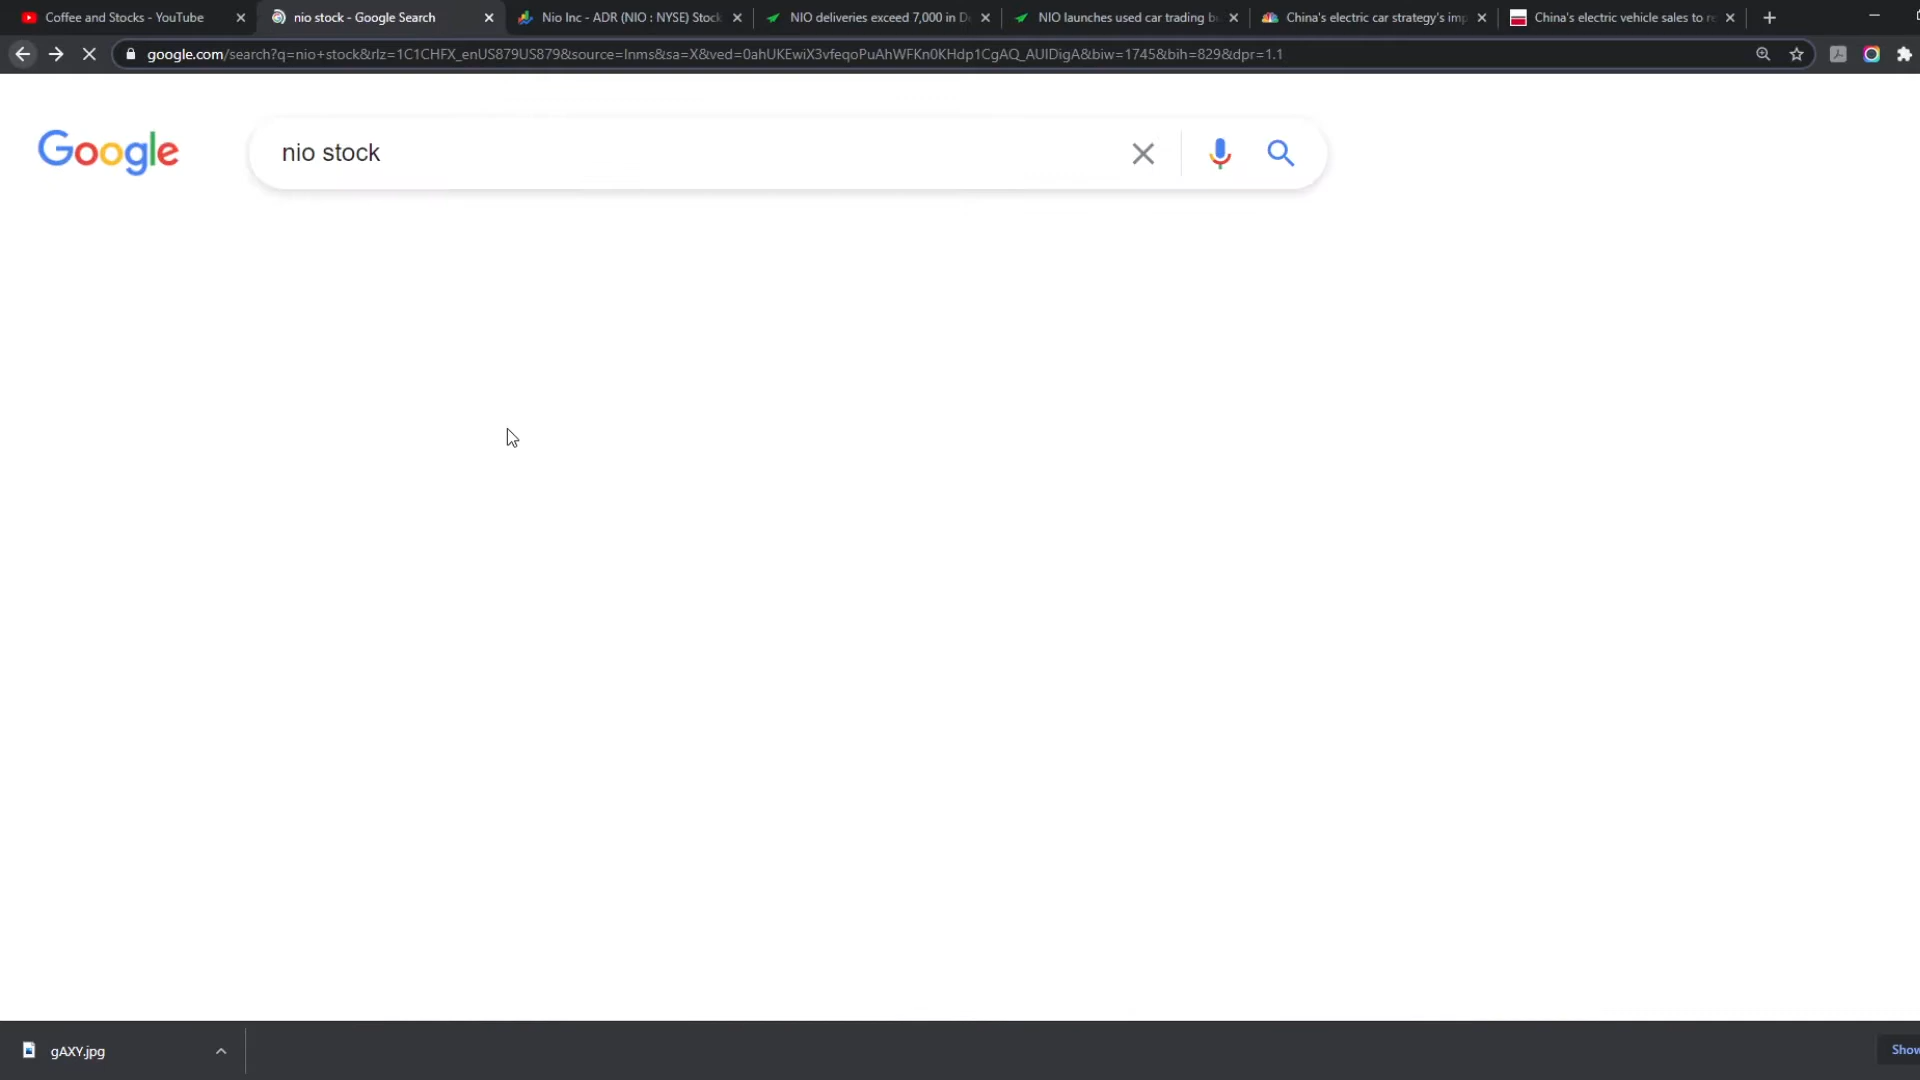 Coffee and Stocks - YouTube
nio stock - Google Search
Nio Inc - ADR (NIO : NYSE) Stock
NIO deliveries exceed 7,000 in D
NIO launches used car trading b
China's electric car strategy's imp
China's electric vehicle sales to r
google.com/search?q=nio+stock&rlz=1C1CHFX_enUS879US879&source=lnms&sa=X&ved=0ahUKEwiX3vfeqoPuAhWFKn0KHdp1CgAQ_AUIDigA&biw=1745&bih=829&dpr=1.1
Google
nio stock
gAXY.jpg
Show